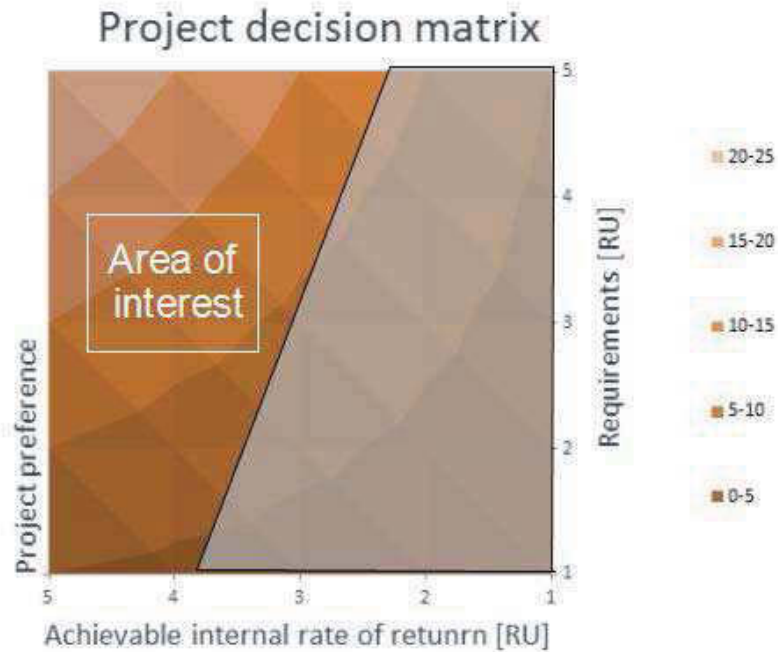 Project decision matrix
Area of
interest
Project preference
Requirements [RU]
5
4
3
2
1
5
4
3
2
1
Achievable internal rate of retunrn [RU]
20-25
15-20
10-15
5-10
0-5